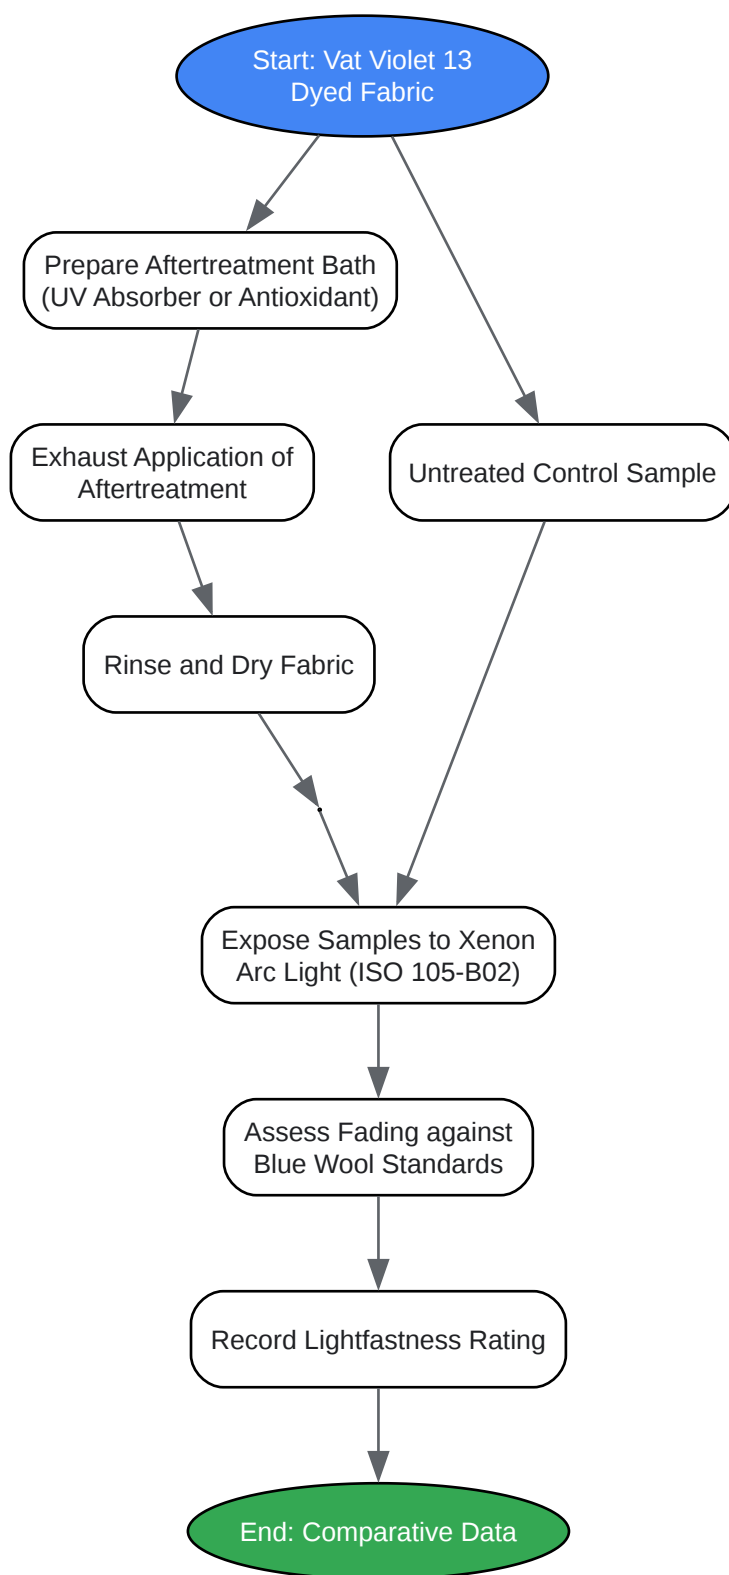 Start: Vat Violet 13
Dyed Fabric
Prepare Aftertreatment Bath
(UV Absorber or Antioxidant)
Exhaust Application of
Aftertreatment
Untreated Control Sample
Rinse and Dry Fabric
Expose Samples to Xenon
Arc Light (ISO 105-B02)
Assess Fading against
Blue Wool Standards
Record Lightfastness Rating
End: Comparative Data